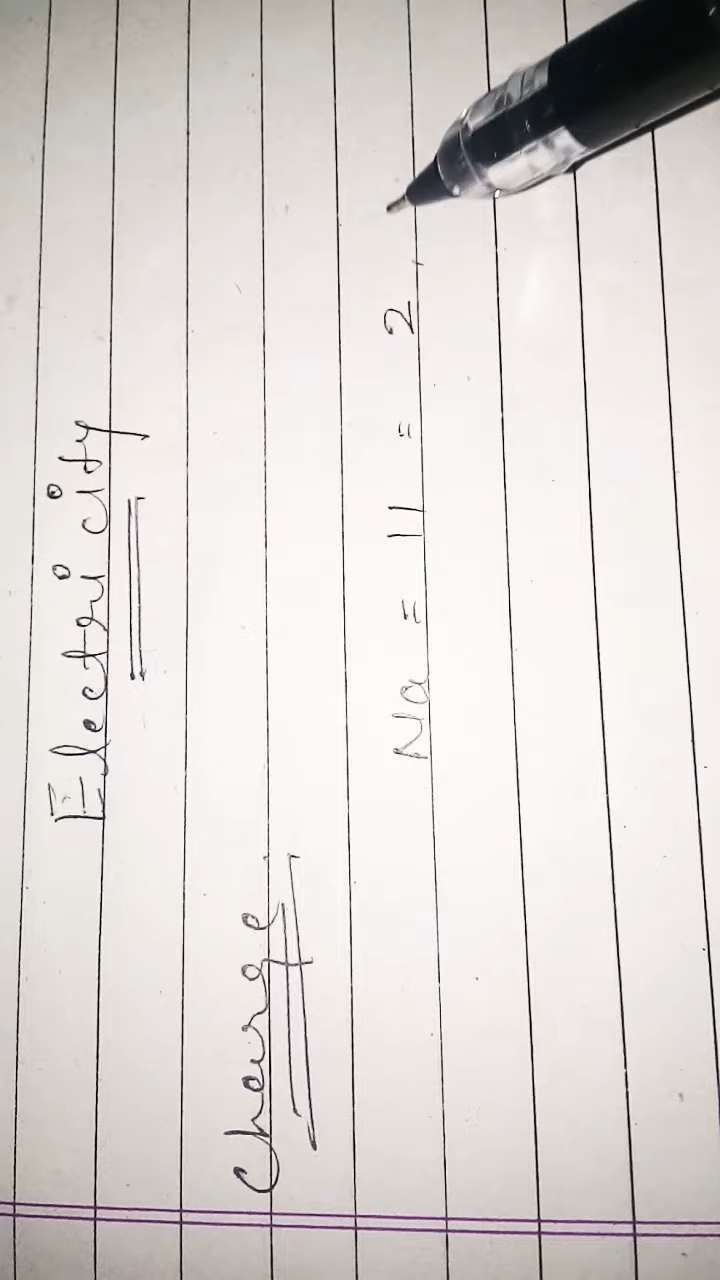 Electricity
Charge
Na = 11 = 2,